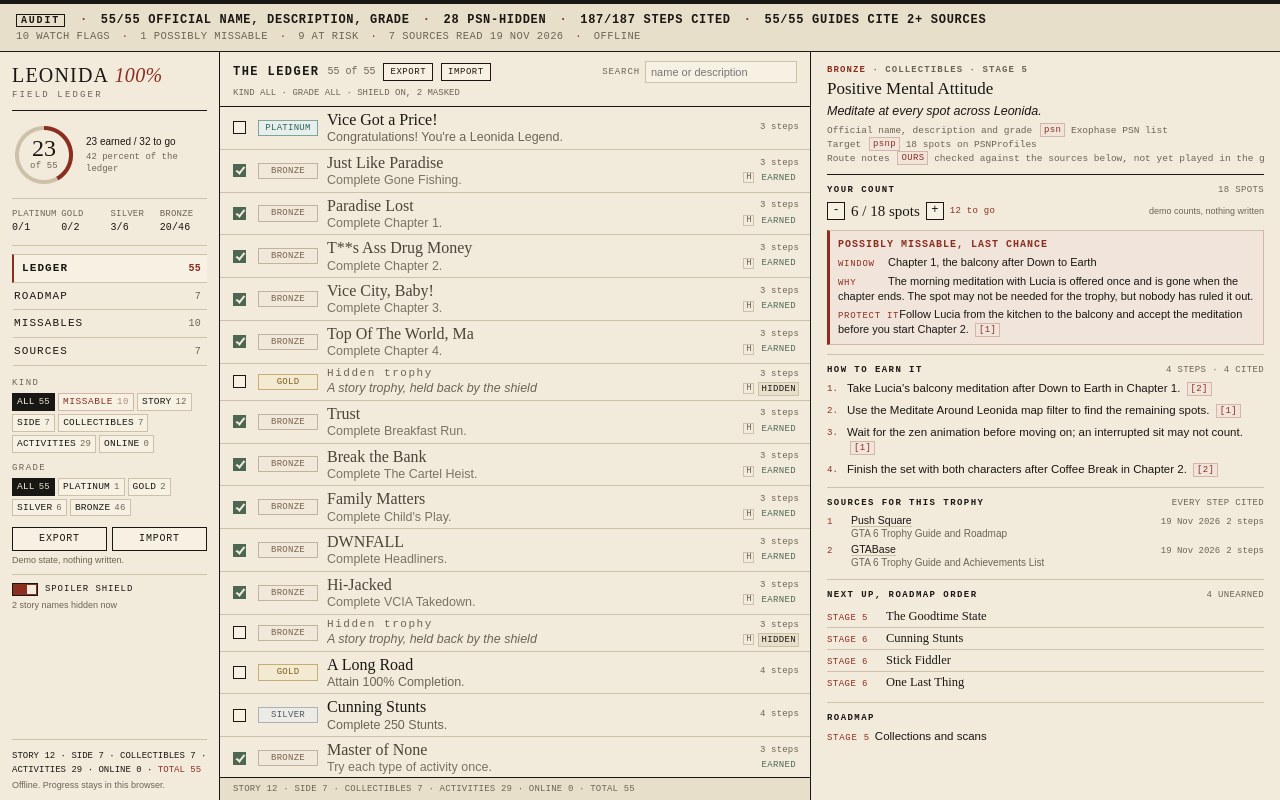 AUDIT · 55/55 OFFICIAL NAME, DESCRIPTION, GRADE · 28 PSN-HIDDEN · 187/187 STEPS CITED · 55/55 GUIDES CITE 2+ SOURCES
10 WATCH FLAGS · 1 POSSIBLY MISSABLE · 9 AT RISK · 7 SOURCES READ 19 NOV 2026 · OFFLINE
LEONIDA 100%
FIELD LEDGER
23
of 55
23 earned / 32 to go
42 percent of the
ledger
PLATINUM GOLD SILVER BRONZE
0/1 0/2 3/6 20/46
LEDGER 55
ROADMAP 7
MISSABLES 10
SOURCES 7
KIND
ALL 55 MISSABLE 10 STORY 12
SIDE 7 COLLECTIBLES 7
ACTIVITIES 29 ONLINE 0
GRADE
ALL 55 PLATINUM 1 GOLD 2
SILVER 6 BRONZE 46
EXPORT IMPORT
Demo state, nothing written.
SPOILER SHIELD
2 story names hidden now
STORY 12 · SIDE 7 · COLLECTIBLES 7 ·
ACTIVITIES 29 · ONLINE 0 · TOTAL 55
Offline. Progress stays in this browser.
THE LEDGER 55 of 55 EXPORT IMPORT SEARCH name or description
KIND ALL · GRADE ALL · SHIELD ON, 2 MASKED
PLATINUM Vice Got a Price! 3 steps
Congratulations! You're a Leonida Legend.
BRONZE Just Like Paradise 3 steps
Complete Gone Fishing. H EARNED
BRONZE Paradise Lost 3 steps
Complete Chapter 1. H EARNED
BRONZE T**s Ass Drug Money 3 steps
Complete Chapter 2. H EARNED
BRONZE Vice City, Baby! 3 steps
Complete Chapter 3. H EARNED
BRONZE Top Of The World, Ma 3 steps
Complete Chapter 4. H EARNED
GOLD Hidden trophy 3 steps
A story trophy, held back by the shield H HIDDEN
BRONZE Trust 3 steps
Complete Breakfast Run. H EARNED
BRONZE Break the Bank 3 steps
Complete The Cartel Heist. H EARNED
BRONZE Family Matters 3 steps
Complete Child's Play. H EARNED
BRONZE DWNFALL 3 steps
Complete Headliners. H EARNED
BRONZE Hi-Jacked 3 steps
Complete VCIA Takedown. H EARNED
BRONZE Hidden trophy 3 steps
A story trophy, held back by the shield H HIDDEN
GOLD A Long Road 4 steps
Attain 100% Completion.
SILVER Cunning Stunts 4 steps
Complete 250 Stunts.
BRONZE Master of None 3 steps
Try each type of activity once. EARNED
STORY 12 · SIDE 7 · COLLECTIBLES 7 · ACTIVITIES 29 · ONLINE 0 · TOTAL 55
BRONZE · COLLECTIBLES · STAGE 5
Positive Mental Attitude
Meditate at every spot across Leonida.
Official name, description and grade psn Exophase PSN list
Target psnp 18 spots on PSNProfiles
Route notes OURS checked against the sources below, not yet played in the g
YOUR COUNT 18 SPOTS
- 6 / 18 spots + 12 to go demo counts, nothing written
POSSIBLY MISSABLE, LAST CHANCE
WINDOW Chapter 1, the balcony after Down to Earth
WHY The morning meditation with Lucia is offered once and is gone when the
chapter ends. The spot may not be needed for the trophy, but nobody has ruled it out.
PROTECT IT Follow Lucia from the kitchen to the balcony and accept the meditation
before you start Chapter 2. [1]
HOW TO EARN IT 4 STEPS · 4 CITED
1. Take Lucia's balcony meditation after Down to Earth in Chapter 1. [2]
2. Use the Meditate Around Leonida map filter to find the remaining spots. [1]
3. Wait for the zen animation before moving on; an interrupted sit may not count.
[1]
4. Finish the set with both characters after Coffee Break in Chapter 2. [2]
SOURCES FOR THIS TROPHY EVERY STEP CITED
1 Push Square 19 Nov 2026 2 steps
GTA 6 Trophy Guide and Roadmap
2 GTABase 19 Nov 2026 2 steps
GTA 6 Trophy Guide and Achievements List
NEXT UP, ROADMAP ORDER 4 UNEARNED
STAGE 5 The Goodtime State
STAGE 6 Cunning Stunts
STAGE 6 Stick Fiddler
STAGE 6 One Last Thing
ROADMAP
STAGE 5 Collections and scans